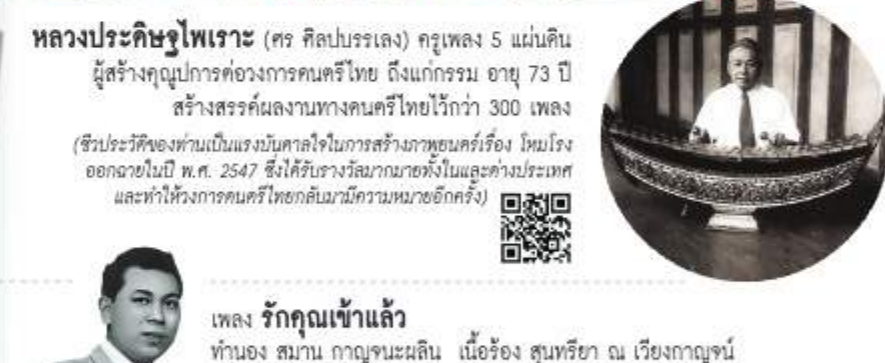 หลวงประดิษฐไพเราะ (ศร ศิลปบรรเลง) ครูเพลง 5 แผ่นดิน
ผู้สร้างคุณูปการต่อวงการดนตรีไทย ถึงแก่กรรม อายุ 73 ปี
สร้างสรรค์ผลงานทางดนตรีไทยไว้กว่า 300 เพลง
(ชีวประวัติของท่านเป็นแรงบันดาลใจในการสร้างภาพยนตร์เรื่อง โหมโรง
ออกฉายในปี พ.ศ. 2547 ซึ่งได้รับรางวัลมากมายทั้งในและต่างประเทศ
และทำให้วงการดนตรีไทยกลับมามีความหมายอีกครั้ง)
เพลง รักคุณเข้าแล้ว
ทำนอง สมาน กาญจนะผลิน เนื้อร้อง สุนทรียา ณ เวียงกาญจน์